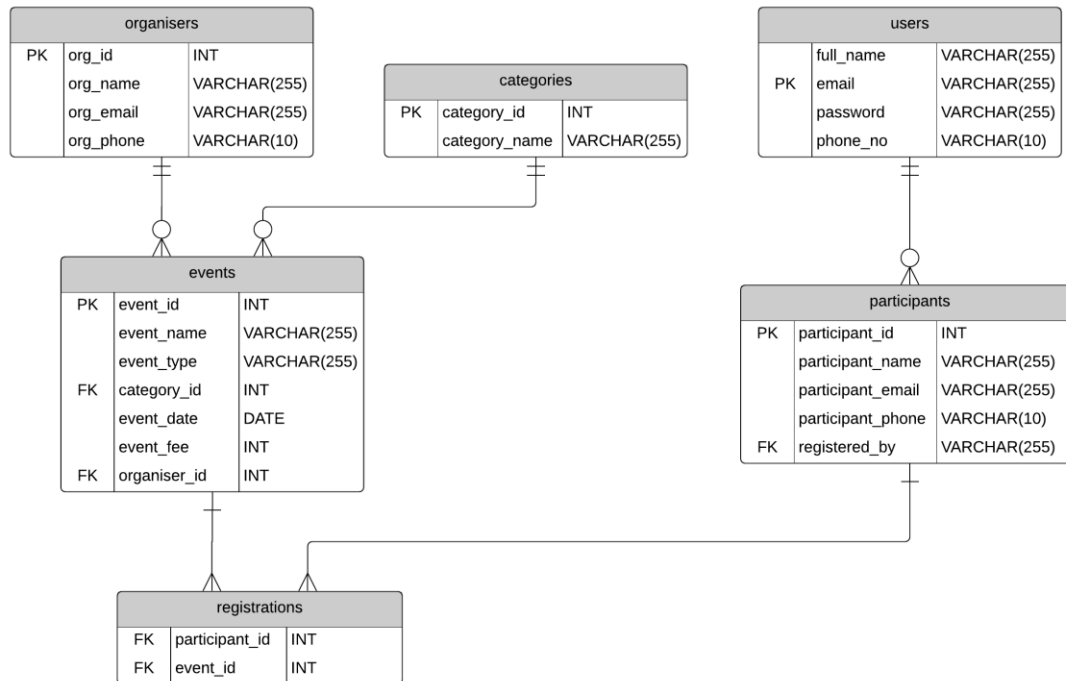 organisers
PK org_id INT
org_name VARCHAR(255)
org_email VARCHAR(255)
org_phone VARCHAR(10)
categories
PK category_id INT
category_name VARCHAR(255)
users
full_name VARCHAR(255)
PK email VARCHAR(255)
password VARCHAR(255)
phone_no VARCHAR(10)
events
PK event_id INT
event_name VARCHAR(255)
event_type VARCHAR(255)
FK category_id INT
event_date DATE
event_fee INT
FK organiser_id INT
participants
PK participant_id INT
participant_name VARCHAR(255)
participant_email VARCHAR(255)
participant_phone VARCHAR(10)
FK registered_by VARCHAR(255)
registrations
FK participant_id INT
FK event_id INT